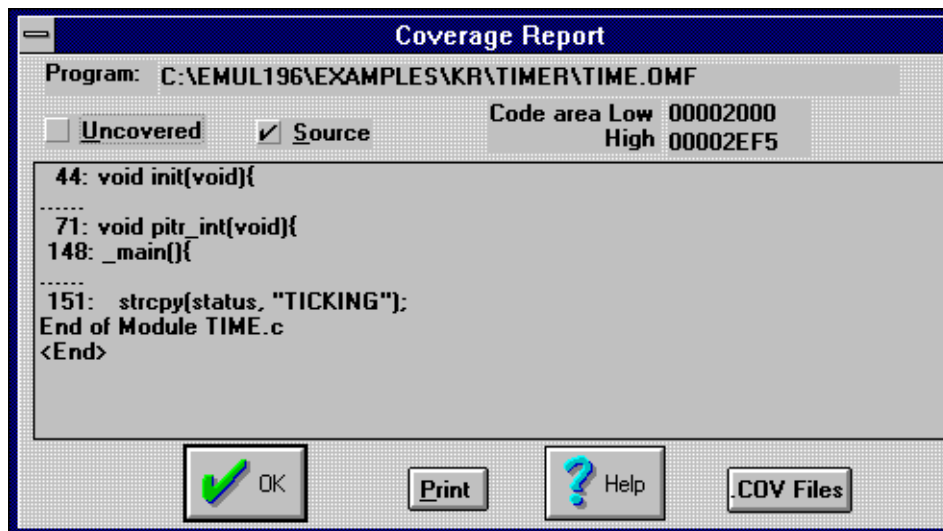 Coverage Report
Program: C:\EMUL196\EXAMPLES\KR\TIMER\TIME.OMF
Uncovered
Source
Code area Low 00002000
High 00002EF5
44: void init(void){
......
71: void pitr_int(void){
148: _main(){
......
151: strcpy(status, "TICKING");
End of Module TIME.c
<End>
OK
Print
Help
.COV Files